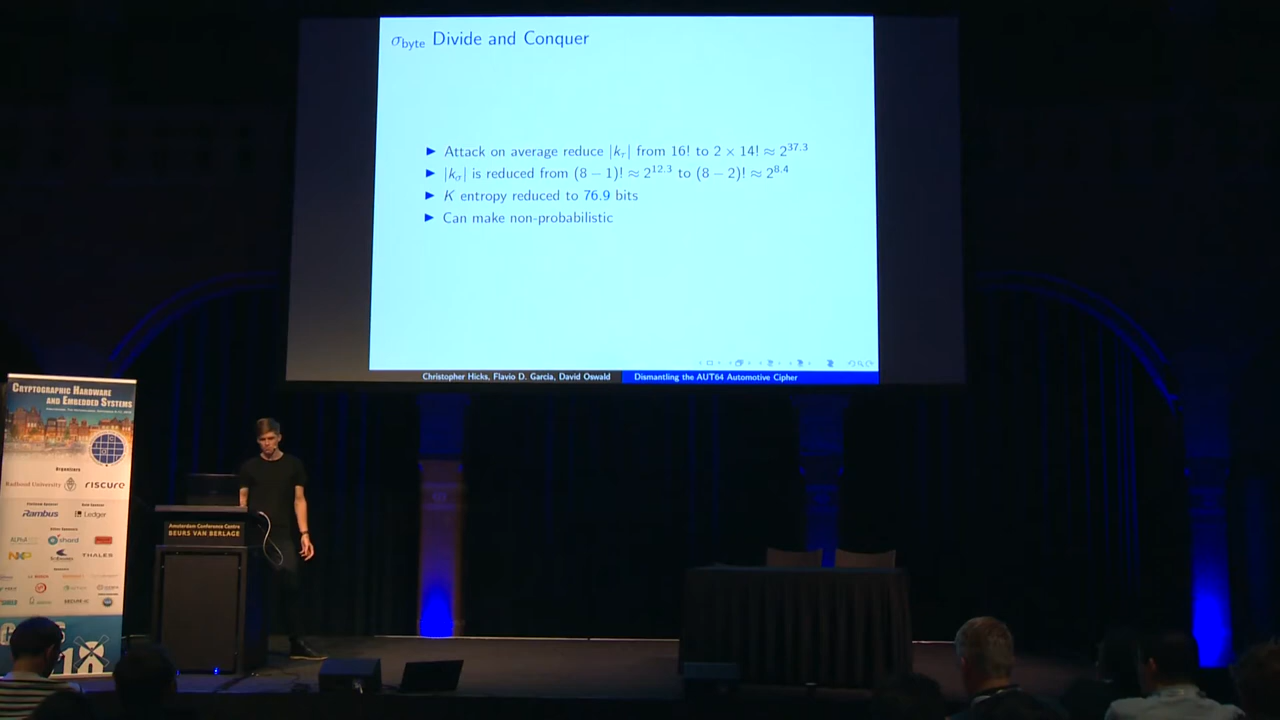 σbyte Divide and Conquer
Attack on average reduce |kτ| from 16! to 2 × 14! ≈ 2^37.3
|kσ| is reduced from (8 − 1)! ≈ 2^12.3 to (8 − 2)! ≈ 2^8.4
K entropy reduced to 76.9 bits
Can make non-probabilistic
Christopher Hicks, Flavio D. Garcia, David Oswald
Dismantling the AUT64 Automotive Cipher
Cryptographic Hardware
and Embedded Systems
Organizers
Radboud University
riscure
Rambus
Ledger
shard
NXP
THALES
Amsterdam Conference Centre
BEURS VAN BERLAGE